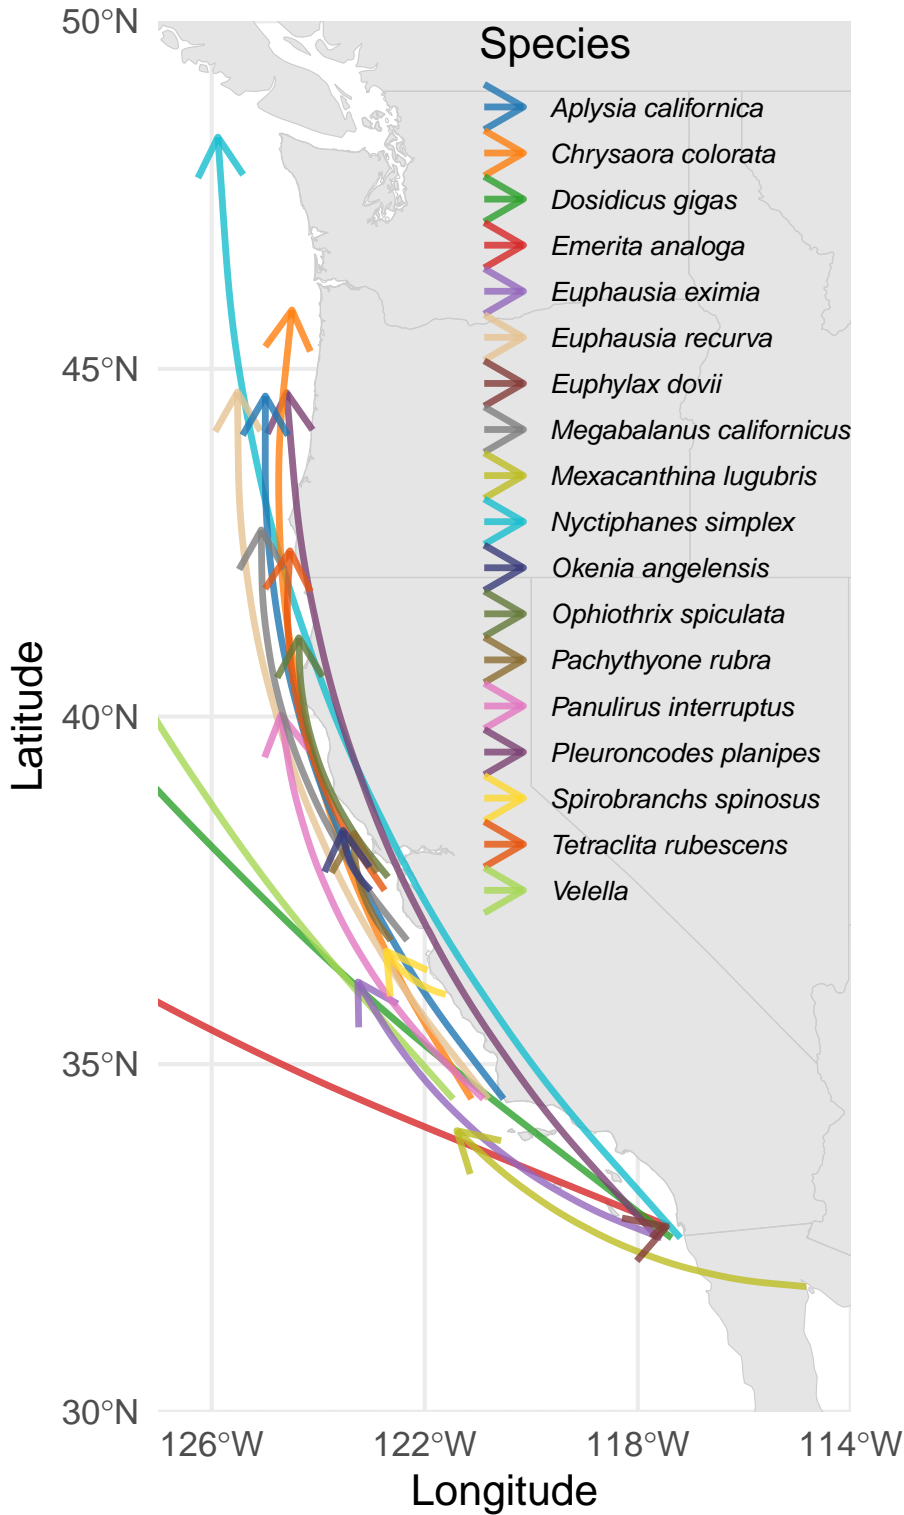 50°N
Species
Aplysia californica
Chrysaora colorata
Dosidicus gigas
Emerita analoga
Euphausia eximia
Euphausia recurva
45°N
Euphylax dovii
Megabalanus californicus
Mexacanthina lugubris
Nyctiphanes simplex
Okenia angelensis
Ophiothrix spiculata
Pachythyone rubra
Panulirus interruptus
40°N
Pleuroncodes planipes
Spirobranchs spinosus
Tetraclita rubescens
Velella
Latitude
35°N
30°N
126°W 122°W 118°W 114°W
Longitude